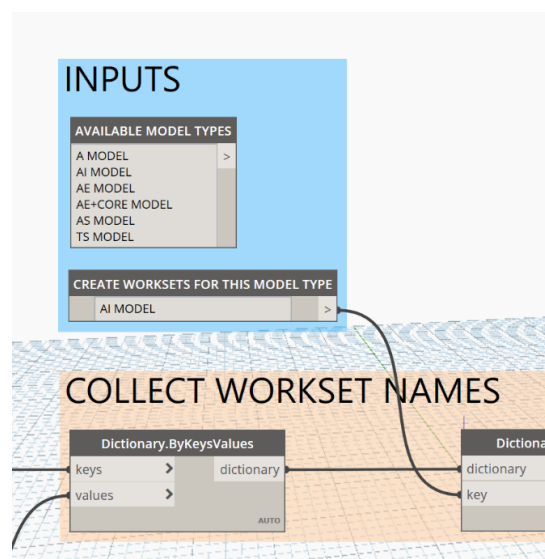 INPUTS
AVAILABLE MODEL TYPES
A MODEL >
AI MODEL
AE MODEL
AE+CORE MODEL
AS MODEL
TS MODEL
CREATE WORKSETS FOR THIS MODEL TYPE
AI MODEL >
COLLECT WORKSET NAMES
Dictionary.ByKeysValues
keys > dictionary
values >
AUTO
Dictiona
dictionary
key